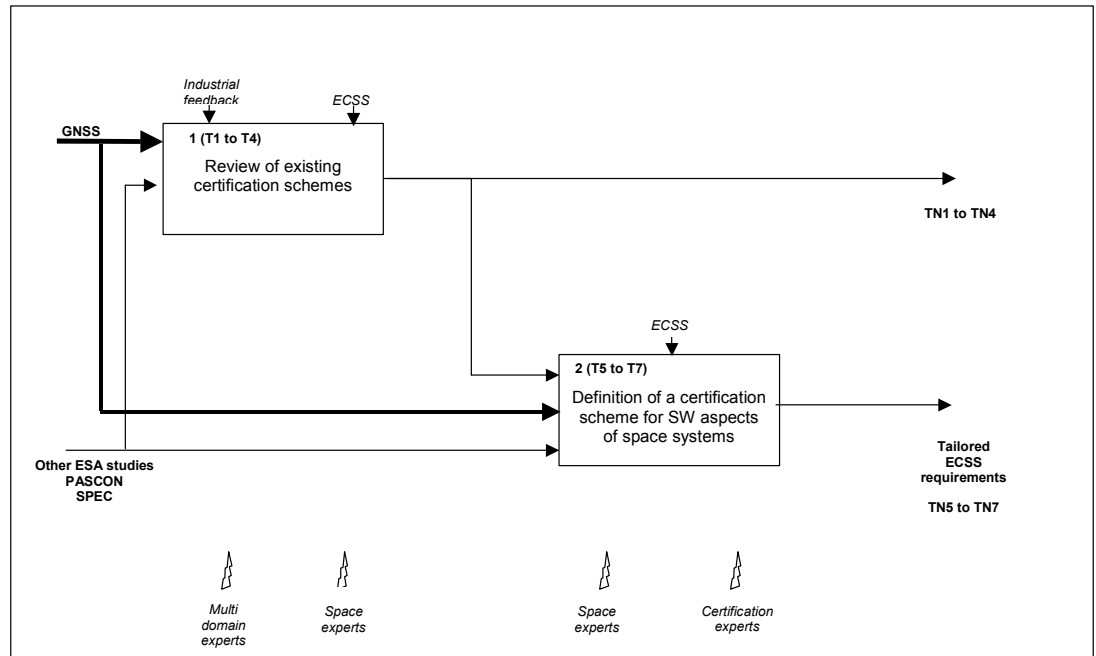 Industrial
feedback
ECSS
GNSS
1 (T1 to T4)
Review of existing
certification schemes
TN1 to TN4
ECSS
2 (T5 to T7)
Definition of a certification
scheme for SW aspects
of space systems
Other ESA studies
PASCON
SPEC
Tailored
ECSS
requirements
TN5 to TN7
Multi
domain
experts
Space
experts
Space
experts
Certification
experts